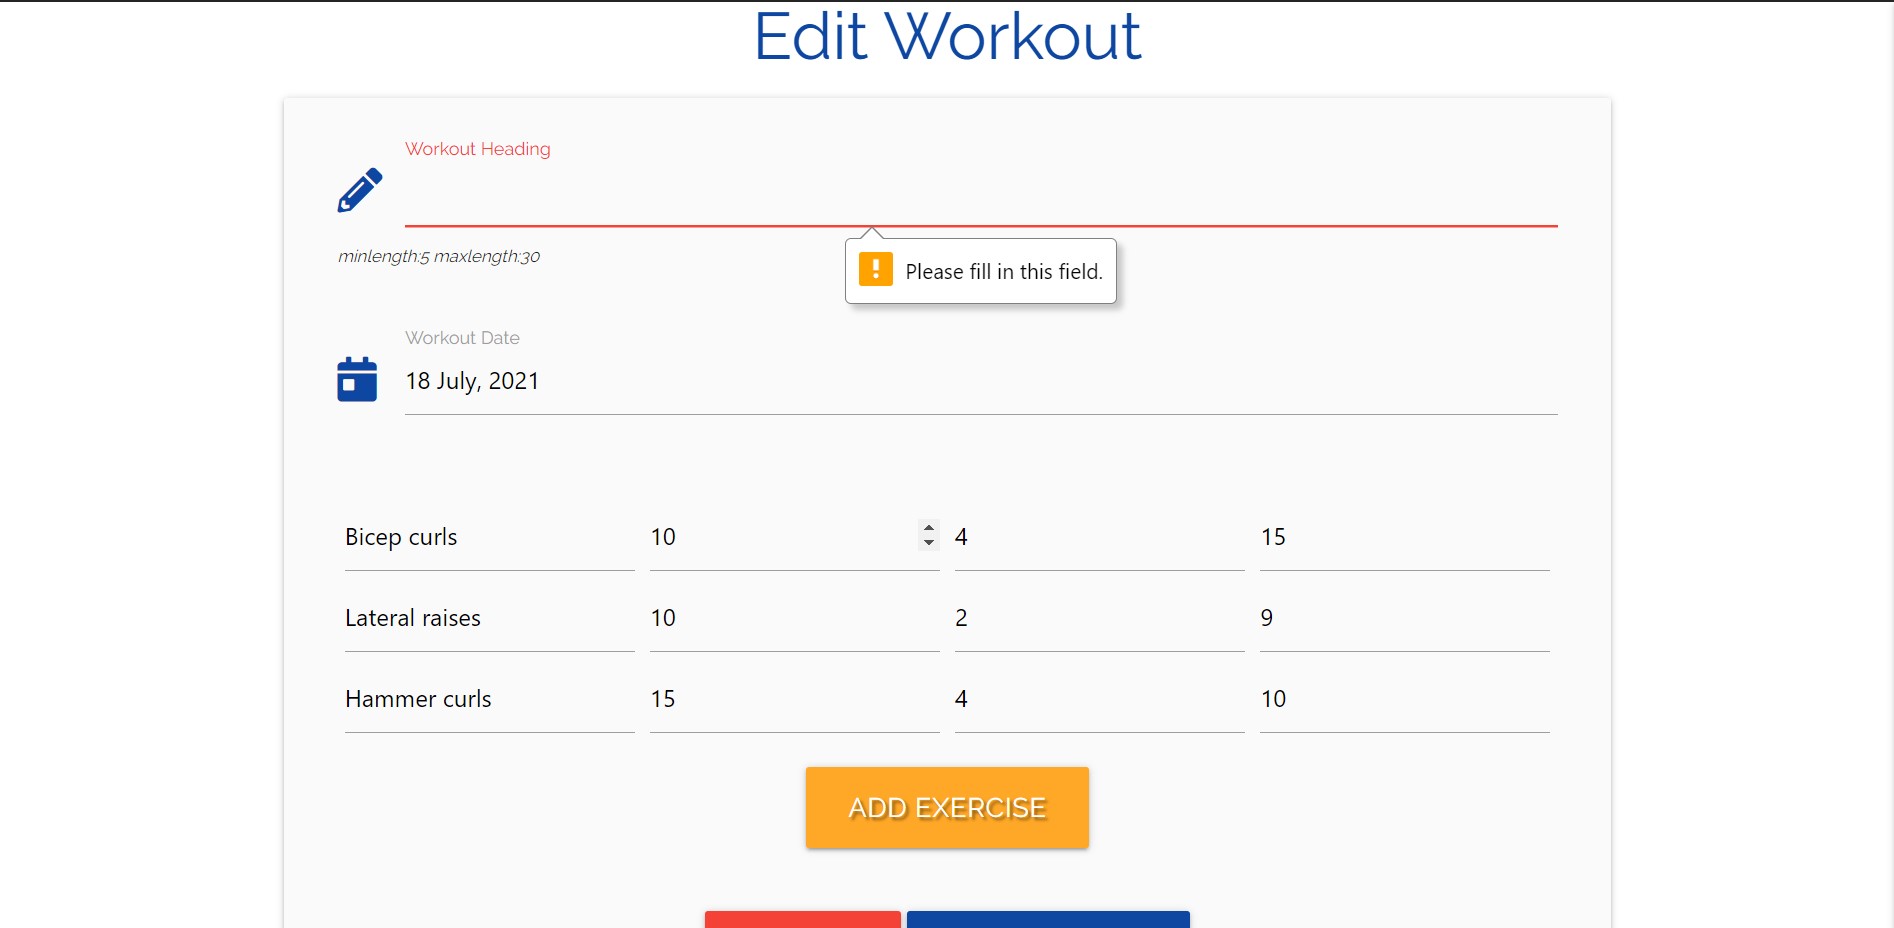 Edit Workout
Workout Heading
minlength:5 maxlength:30
Please fill in this field.
Workout Date
18 July, 2021
Bicep curls 10 4 15
Lateral raises 10 2 9
Hammer curls 15 4 10
ADD EXERCISE